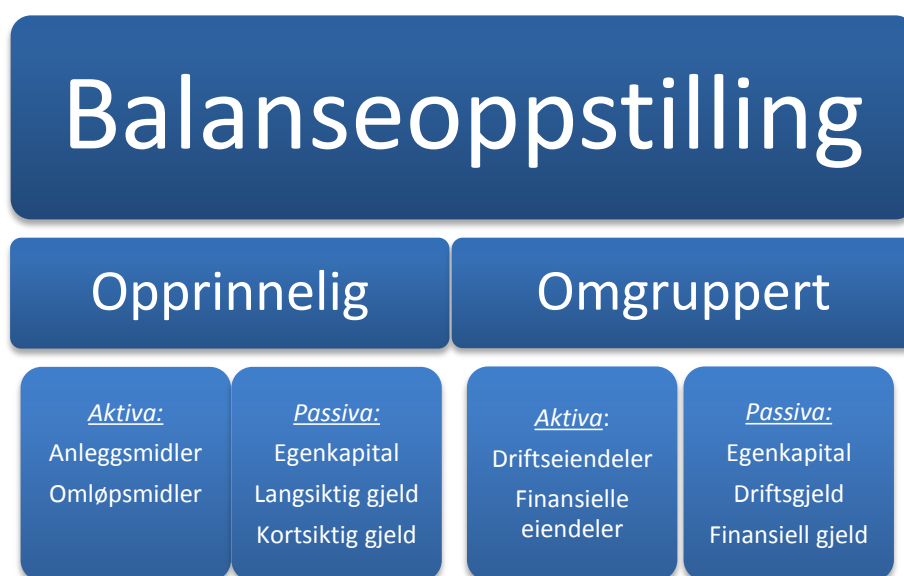 Balanseoppstilling
Opprinnelig
Omgruppert
Aktiva:
Anleggsmidler
Omløpsmidler
Passiva:
Egenkapital
Langsiktig gjeld
Kortsiktig gjeld
Aktiva:
Driftseiendeler
Finansielle
eiendeler
Passiva:
Egenkapital
Driftsgjeld
Finansiell gjeld